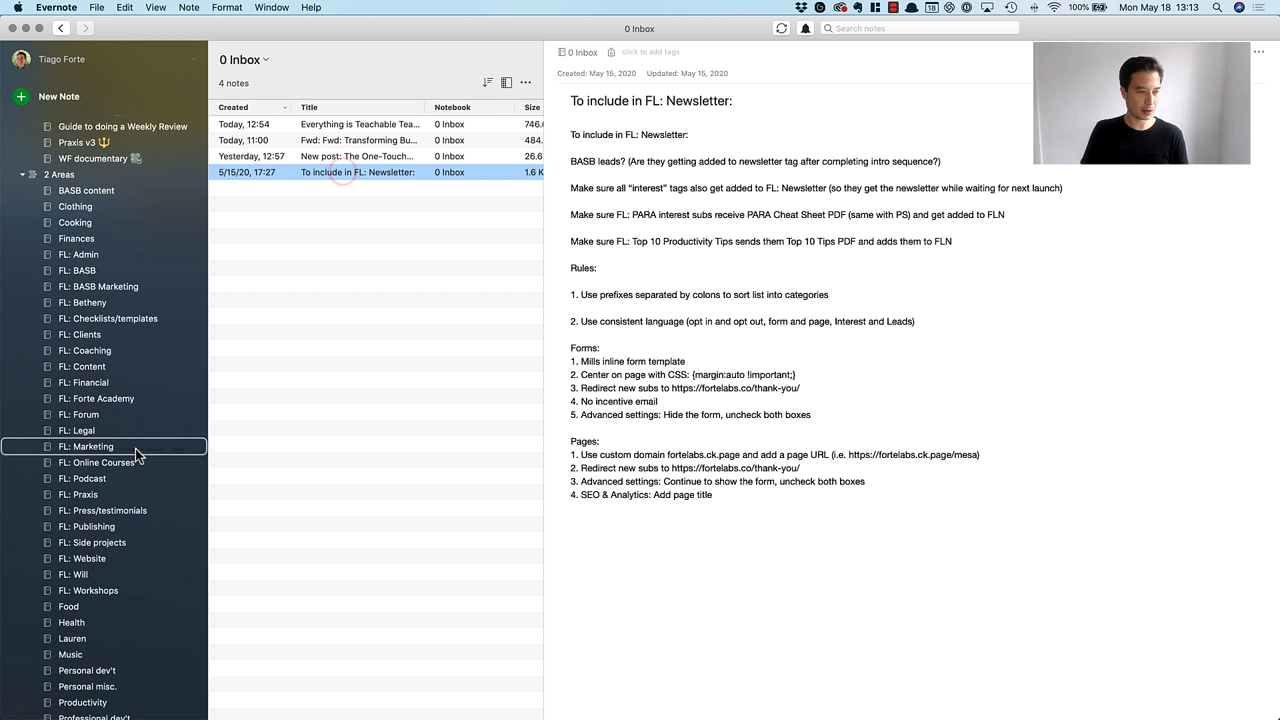 Evernote File Edit View Note Format Window Help
100% Mon May 18 13:13
0 Inbox
Search notes
Tiago Forte
New Note
Guide to doing a Weekly Review
Praxis v3 🔱
WF documentary
2 Areas
BASB content
Clothing
Cooking
Finances
FL: Admin
FL: BASB
FL: BASB Marketing
FL: Betheny
FL: Checklists/templates
FL: Clients
FL: Coaching
FL: Content
FL: Financial
FL: Forte Academy
FL: Forum
FL: Legal
FL: Marketing
FL: Online Courses
FL: Podcast
FL: Praxis
FL: Press/testimonials
FL: Publishing
FL: Side projects
FL: Website
FL: Will
FL: Workshops
Food
Health
Lauren
Music
Personal dev't
Personal misc.
Productivity
Professional dev't
0 Inbox
4 notes
Created Title Notebook Size
Today, 12:54 Everything is Teachable Tea... 0 Inbox 746.
Today, 11:00 Fwd: Fwd: Transforming Bu... 0 Inbox 484.
Yesterday, 12:57 New post: The One-Touch... 0 Inbox 26.6
5/15/20, 17:27 To include in FL: Newsletter: 0 Inbox 1.6 K
0 Inbox click to add tags
Created: May 15, 2020 Updated: May 15, 2020
To include in FL: Newsletter:
To include in FL: Newsletter:
BASB leads? (Are they getting added to newsletter tag after completing intro sequence?)
Make sure all “interest” tags also get added to FL: Newsletter (so they get the newsletter while waiting for next launch)
Make sure FL: PARA interest subs receive PARA Cheat Sheet PDF (same with PS) and get added to FLN
Make sure FL: Top 10 Productivity Tips sends them Top 10 Tips PDF and adds them to FLN
Rules:
1. Use prefixes separated by colons to sort list into categories
2. Use consistent language (opt in and opt out, form and page, Interest and Leads)
Forms:
1. Mills inline form template
2. Center on page with CSS: {margin:auto !important;}
3. Redirect new subs to https://fortelabs.co/thank-you/
4. No incentive email
5. Advanced settings: Hide the form, uncheck both boxes
Pages:
1. Use custom domain fortelabs.ck.page and add a page URL (i.e. https://fortelabs.ck.page/mesa)
2. Redirect new subs to https://fortelabs.co/thank-you/
3. Advanced settings: Continue to show the form, uncheck both boxes
4. SEO & Analytics: Add page title